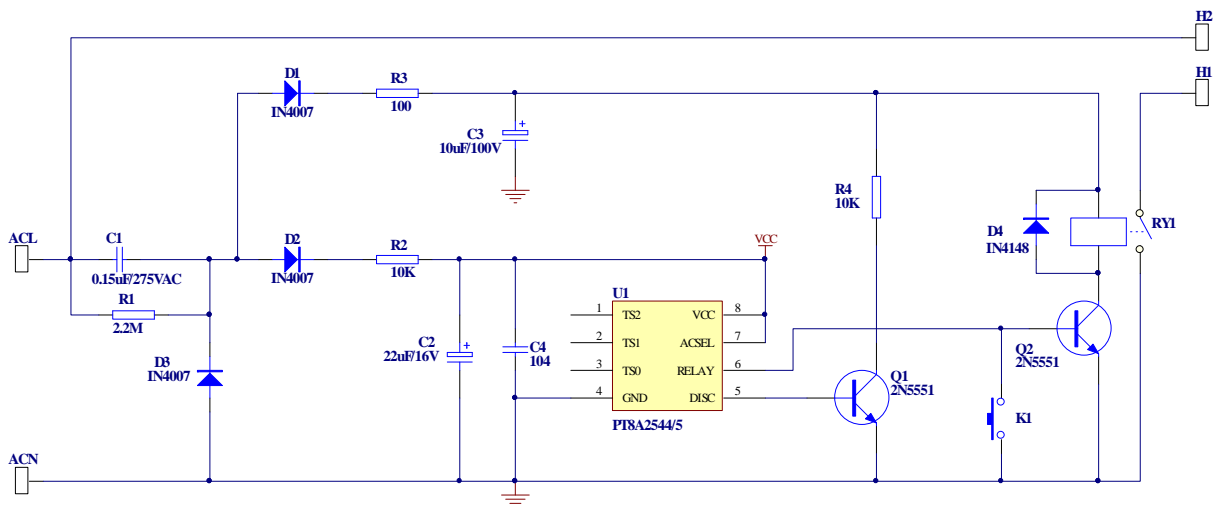 H2
D1
IN4007
R3
100
H1
C3
10uF/100V
+
R4
10K
ACL
C1
0.15uF/275VAC
R1
2.2M
D2
IN4007
R2
10K
VCC
D4
IN4148
RY1
D3
IN4007
C2
22uF/16V
+
C4
104
U1
1 TS2 VCC 8
2 TS1 ACSEL 7
3 TS0 RELAY 6
4 GND DISC 5
PT8A2544/5
Q1
2N5551
Q2
2N5551
K1
ACN